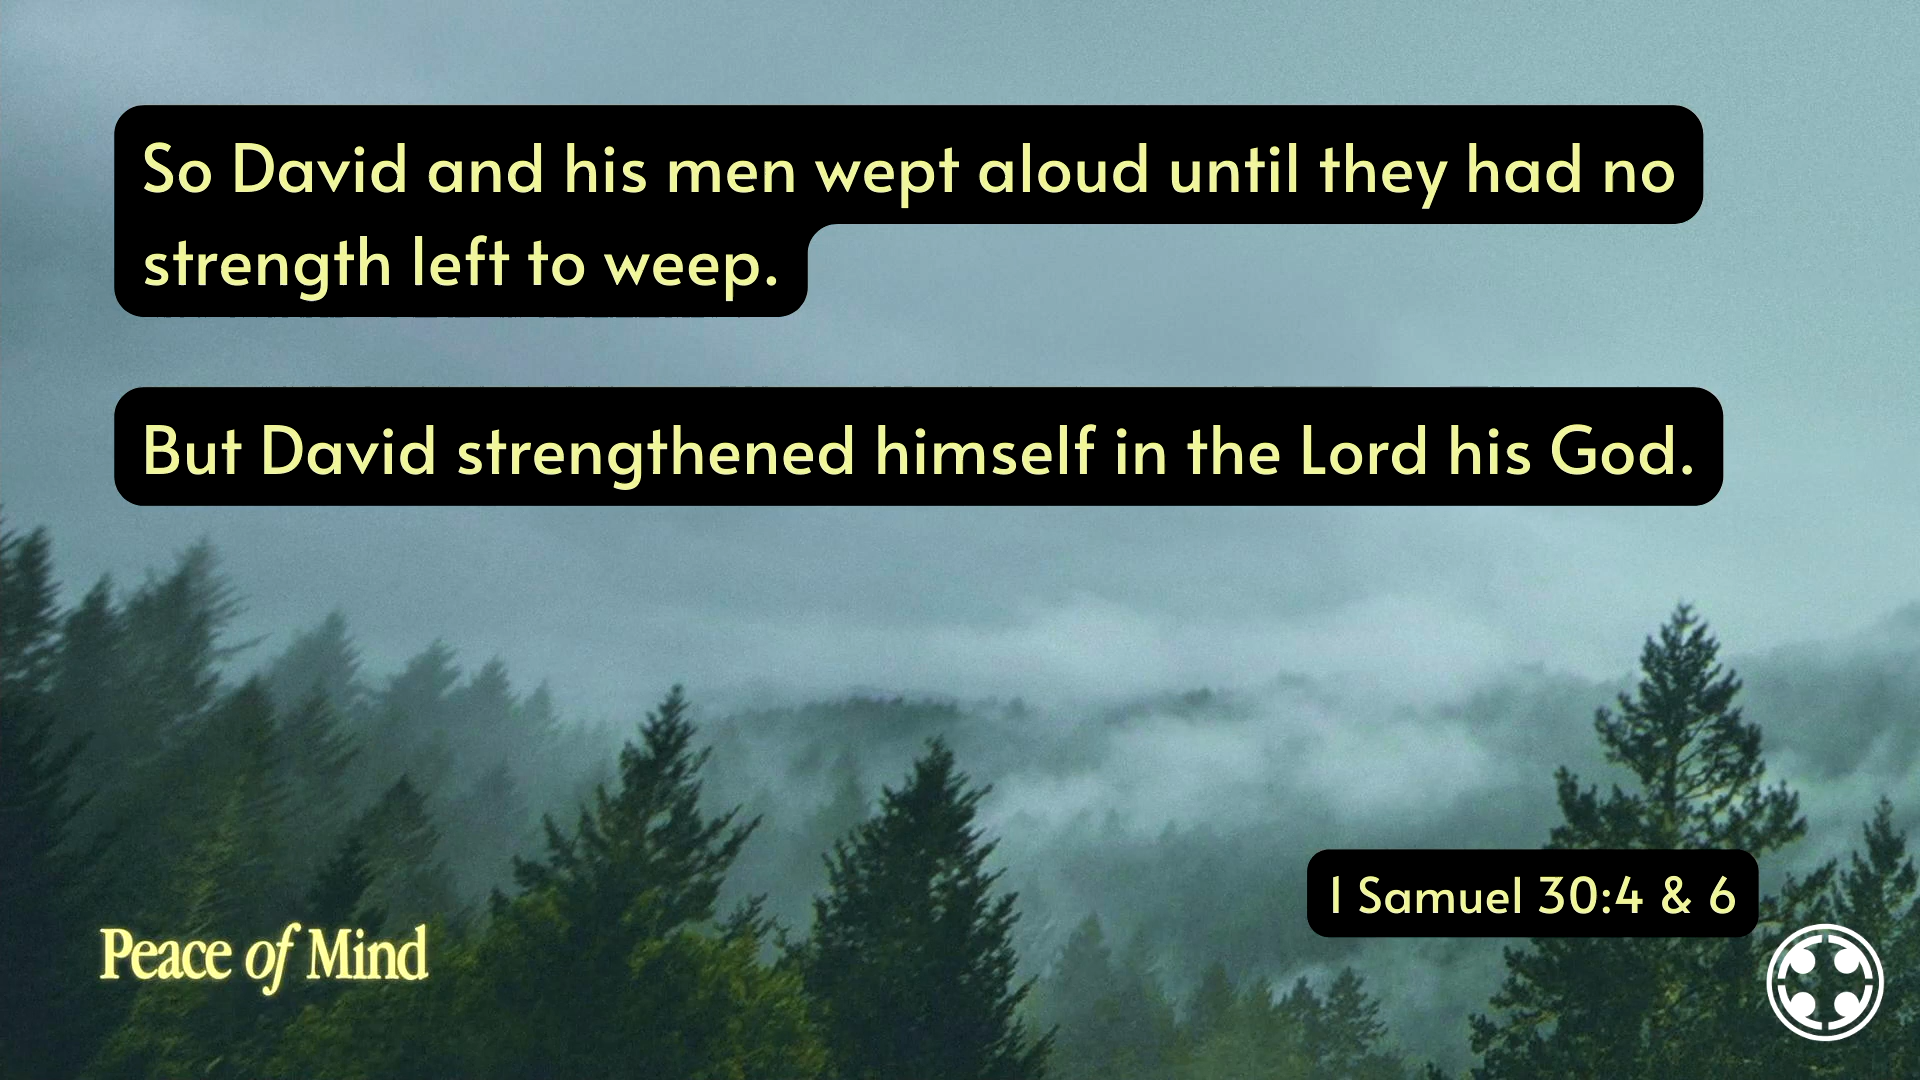 So David and his men wept aloud until they had no
strength left to weep.
But David strengthened himself in the Lord his God.
1 Samuel 30:4 & 6
Peace of Mind